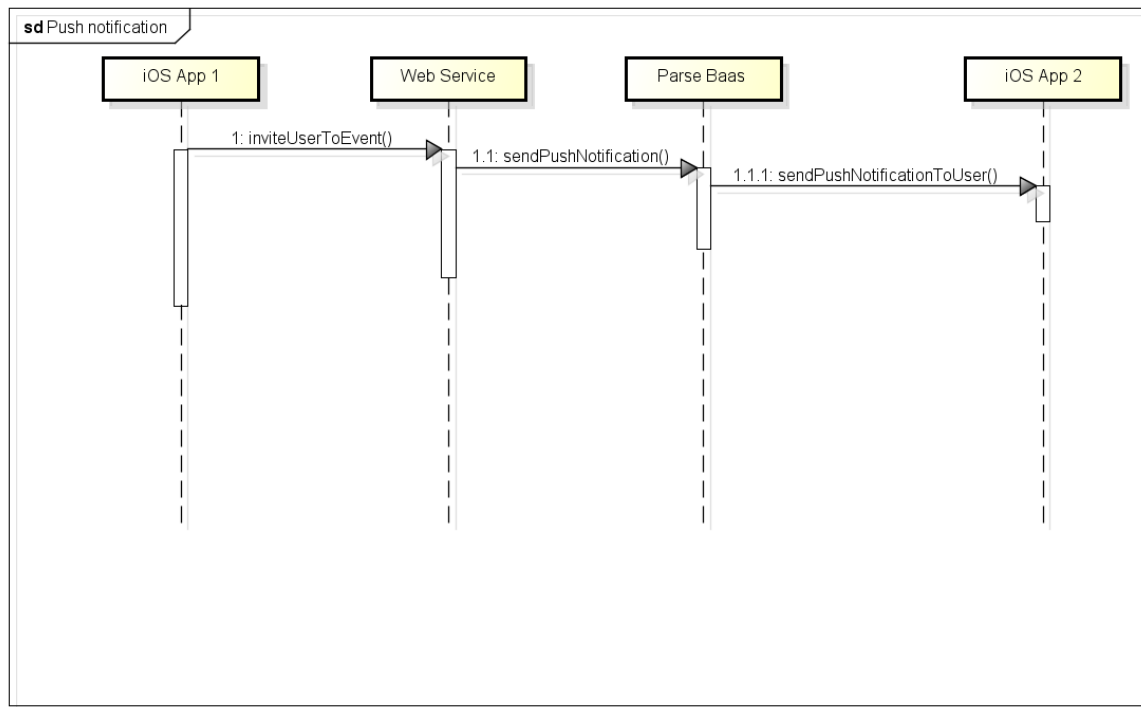 sd Push notification
iOS App 1
Web Service
Parse Baas
iOS App 2
1: inviteUserToEvent()
1.1: sendPushNotification()
1.1.1: sendPushNotificationToUser()